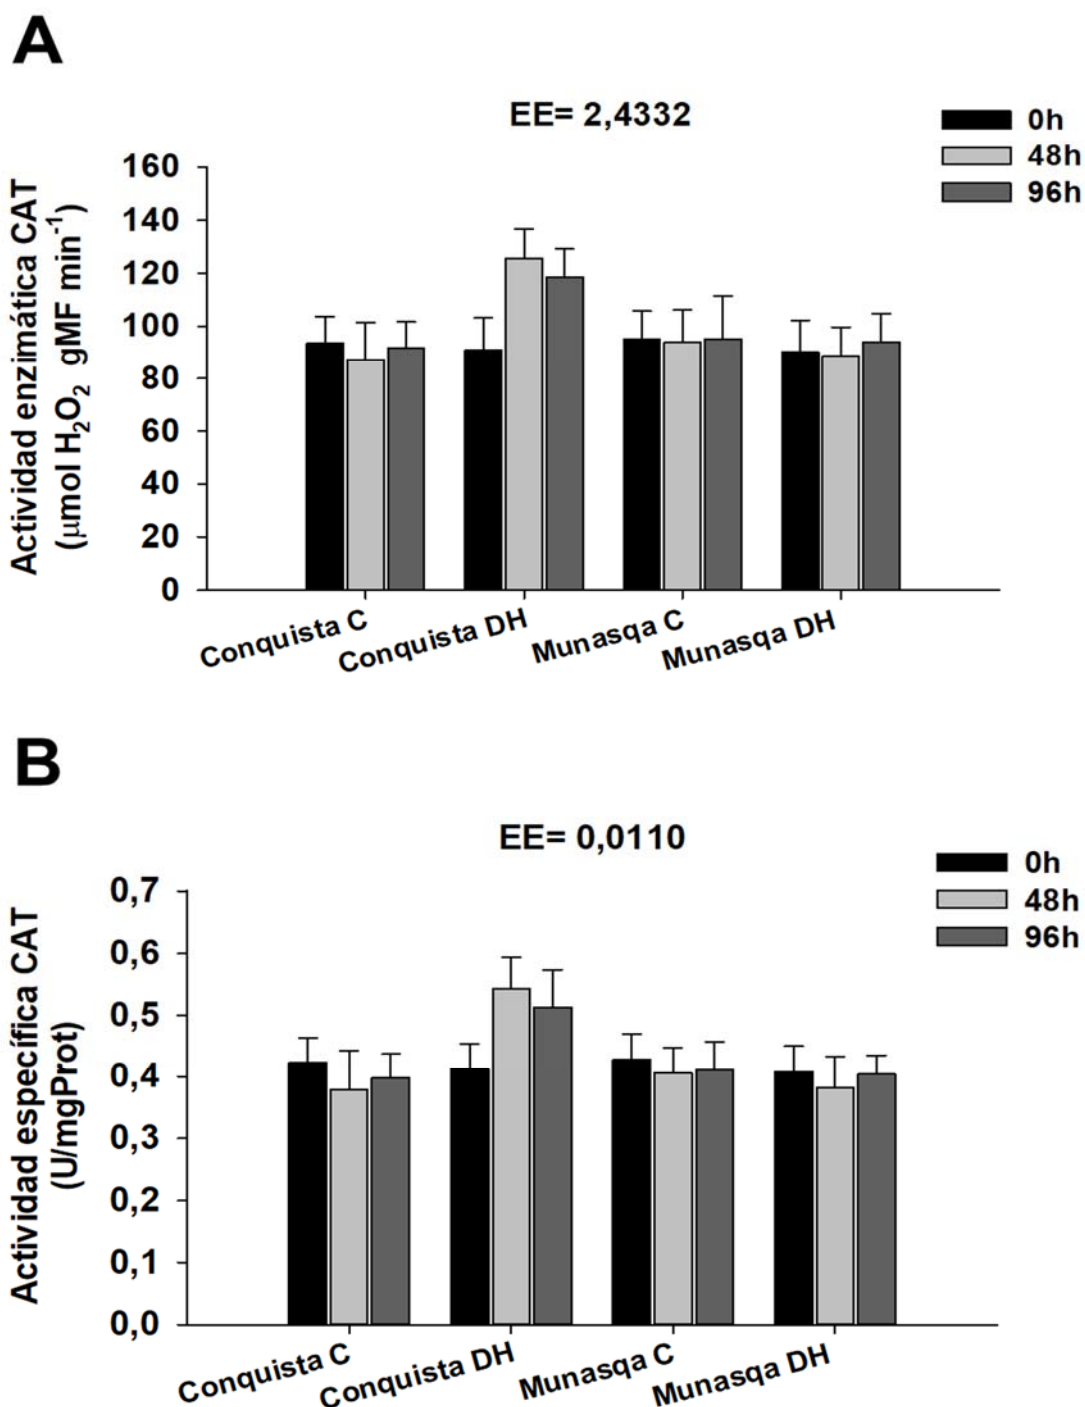 A
EE= 2,4332
0h
48h
96h
Actividad enzimática CAT
(μmol H₂O₂ gMF min⁻¹)
160
140
120
100
80
60
40
20
0
Conquista C
Conquista DH
Munasqa C
Munasqa DH
B
EE= 0,0110
0h
48h
96h
Actividad específica CAT
(U/mgProt)
0,7
0,6
0,5
0,4
0,3
0,2
0,1
0,0
Conquista C
Conquista DH
Munasqa C
Munasqa DH